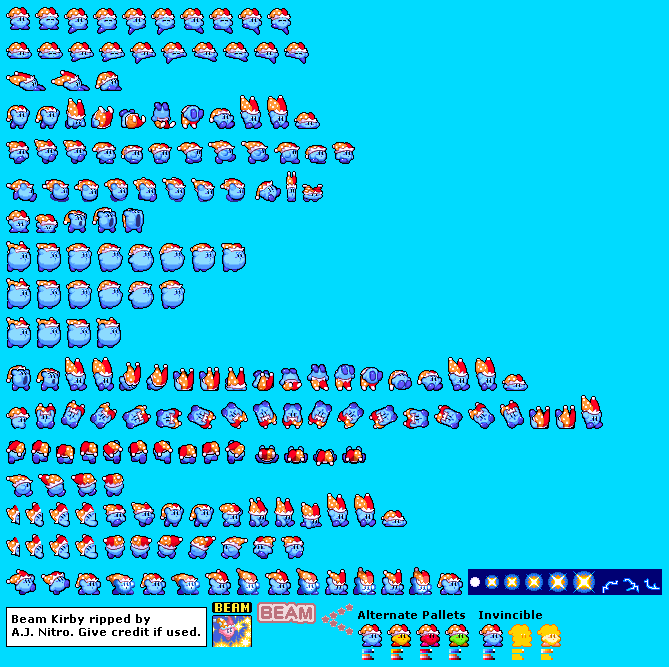 Beam Kirby ripped by
A.J. Nitro. Give credit if used.
BEAM
BEAM
Alternate Pallets
Invincible